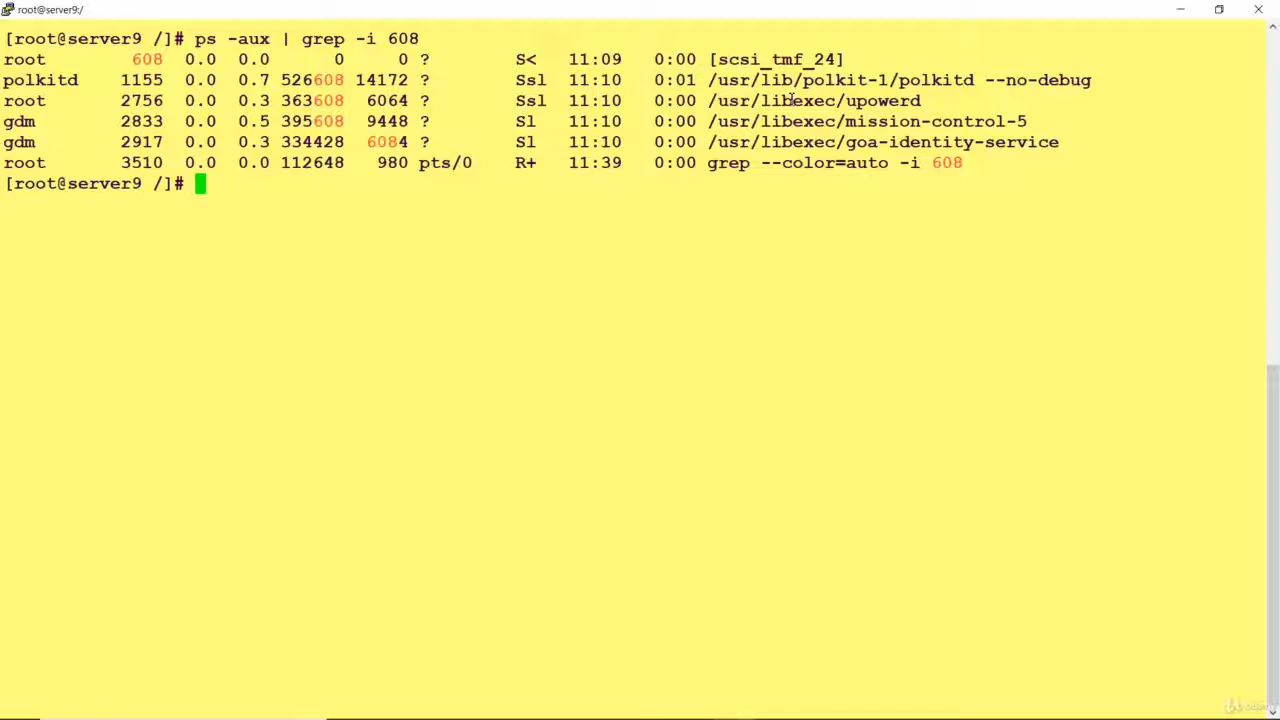 root@server9:/
[root@server9 /]# ps -aux | grep -i 608
root 608 0.0 0.0 0 0 ? S< 11:09 0:00 [scsi_tmf_24]
polkitd 1155 0.0 0.7 526608 14172 ? Ssl 11:10 0:01 /usr/lib/polkit-1/polkitd --no-debug
root 2756 0.0 0.3 363608 6064 ? Ssl 11:10 0:00 /usr/libexec/upowerd
gdm 2833 0.0 0.5 395608 9448 ? Sl 11:10 0:00 /usr/libexec/mission-control-5
gdm 2917 0.0 0.3 334428 6084 ? Sl 11:10 0:00 /usr/libexec/goa-identity-service
root 3510 0.0 0.0 112648 980 pts/0 R+ 11:39 0:00 grep --color=auto -i 608
[root@server9 /]#